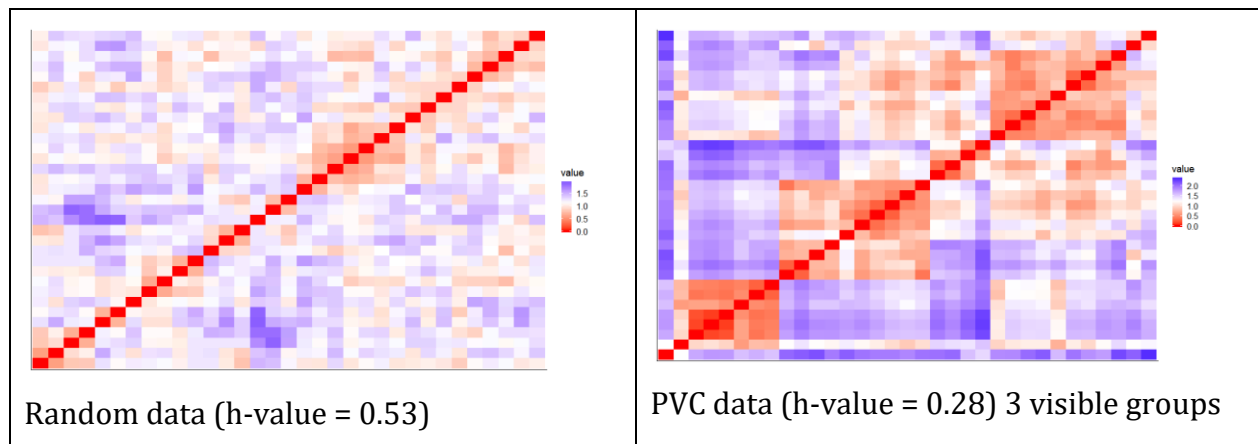 value
1.5
1.0
0.5
0.0
Random data (h-value = 0.53)
value
2.0
1.5
1.0
0.5
0.0
PVC data (h-value = 0.28) 3 visible groups